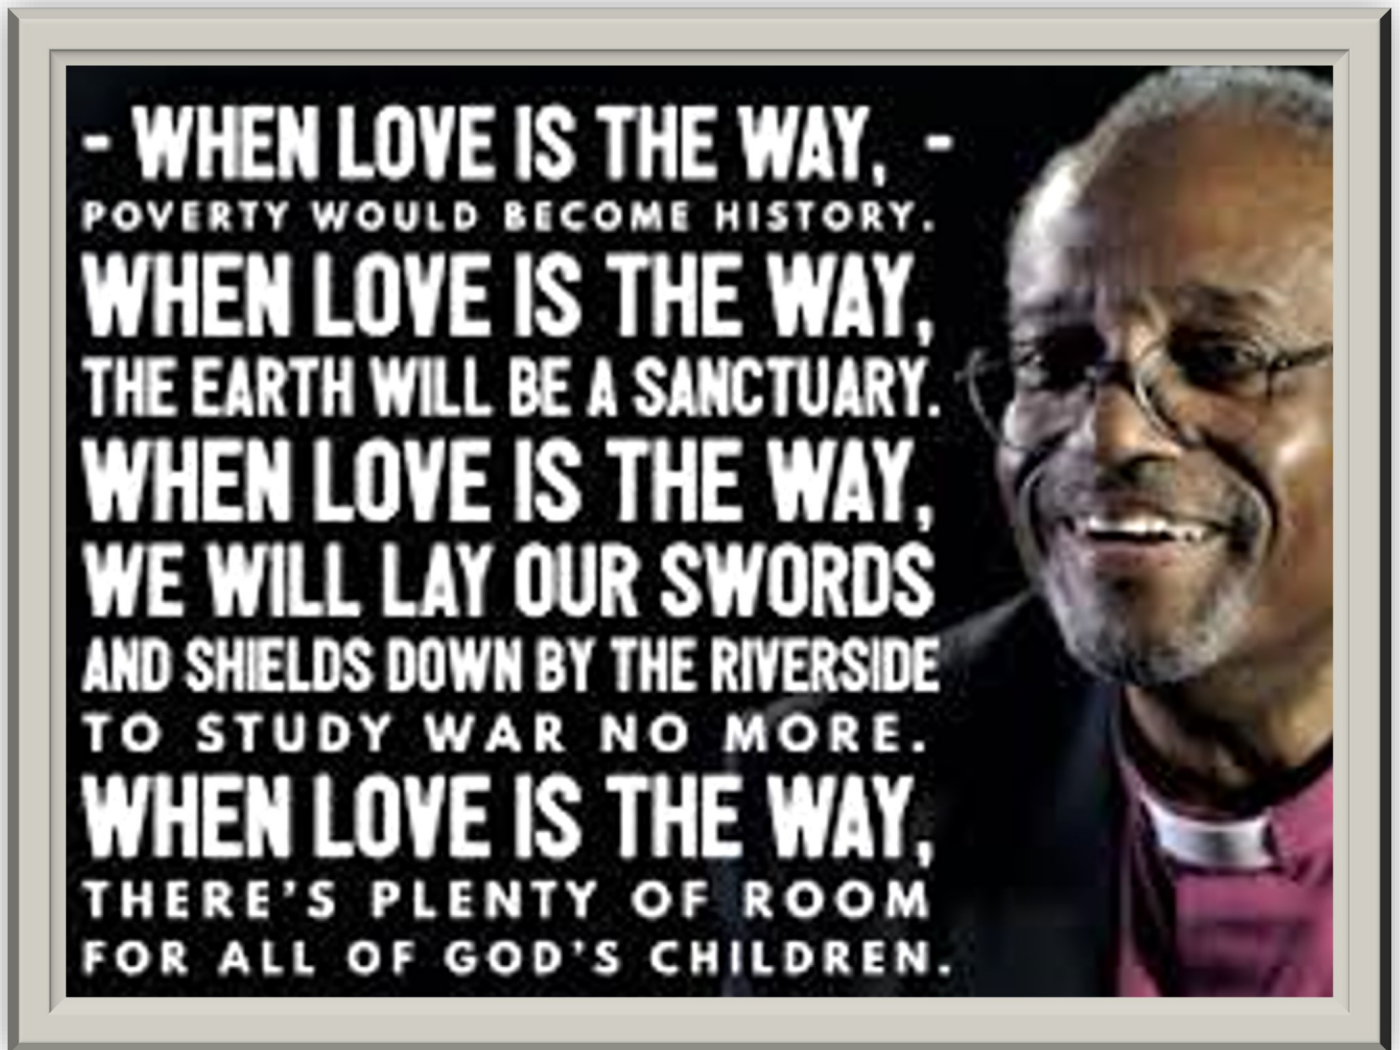 - WHEN LOVE IS THE WAY, -
POVERTY WOULD BECOME HISTORY.
WHEN LOVE IS THE WAY,
THE EARTH WILL BE A SANCTUARY.
WHEN LOVE IS THE WAY,
WE WILL LAY OUR SWORDS
AND SHIELDS DOWN BY THE RIVERSIDE
TO STUDY WAR NO MORE.
WHEN LOVE IS THE WAY,
THERE'S PLENTY OF ROOM
FOR ALL OF GOD'S CHILDREN.